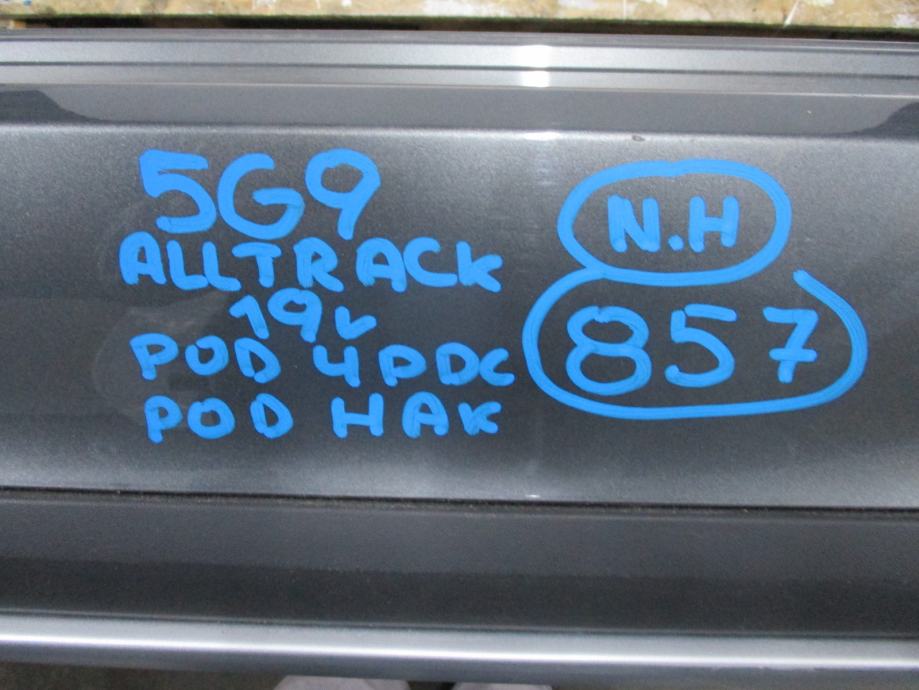 5G9
ALLTRACK
19r
POD 4PDC
POD HAK
N.H
857